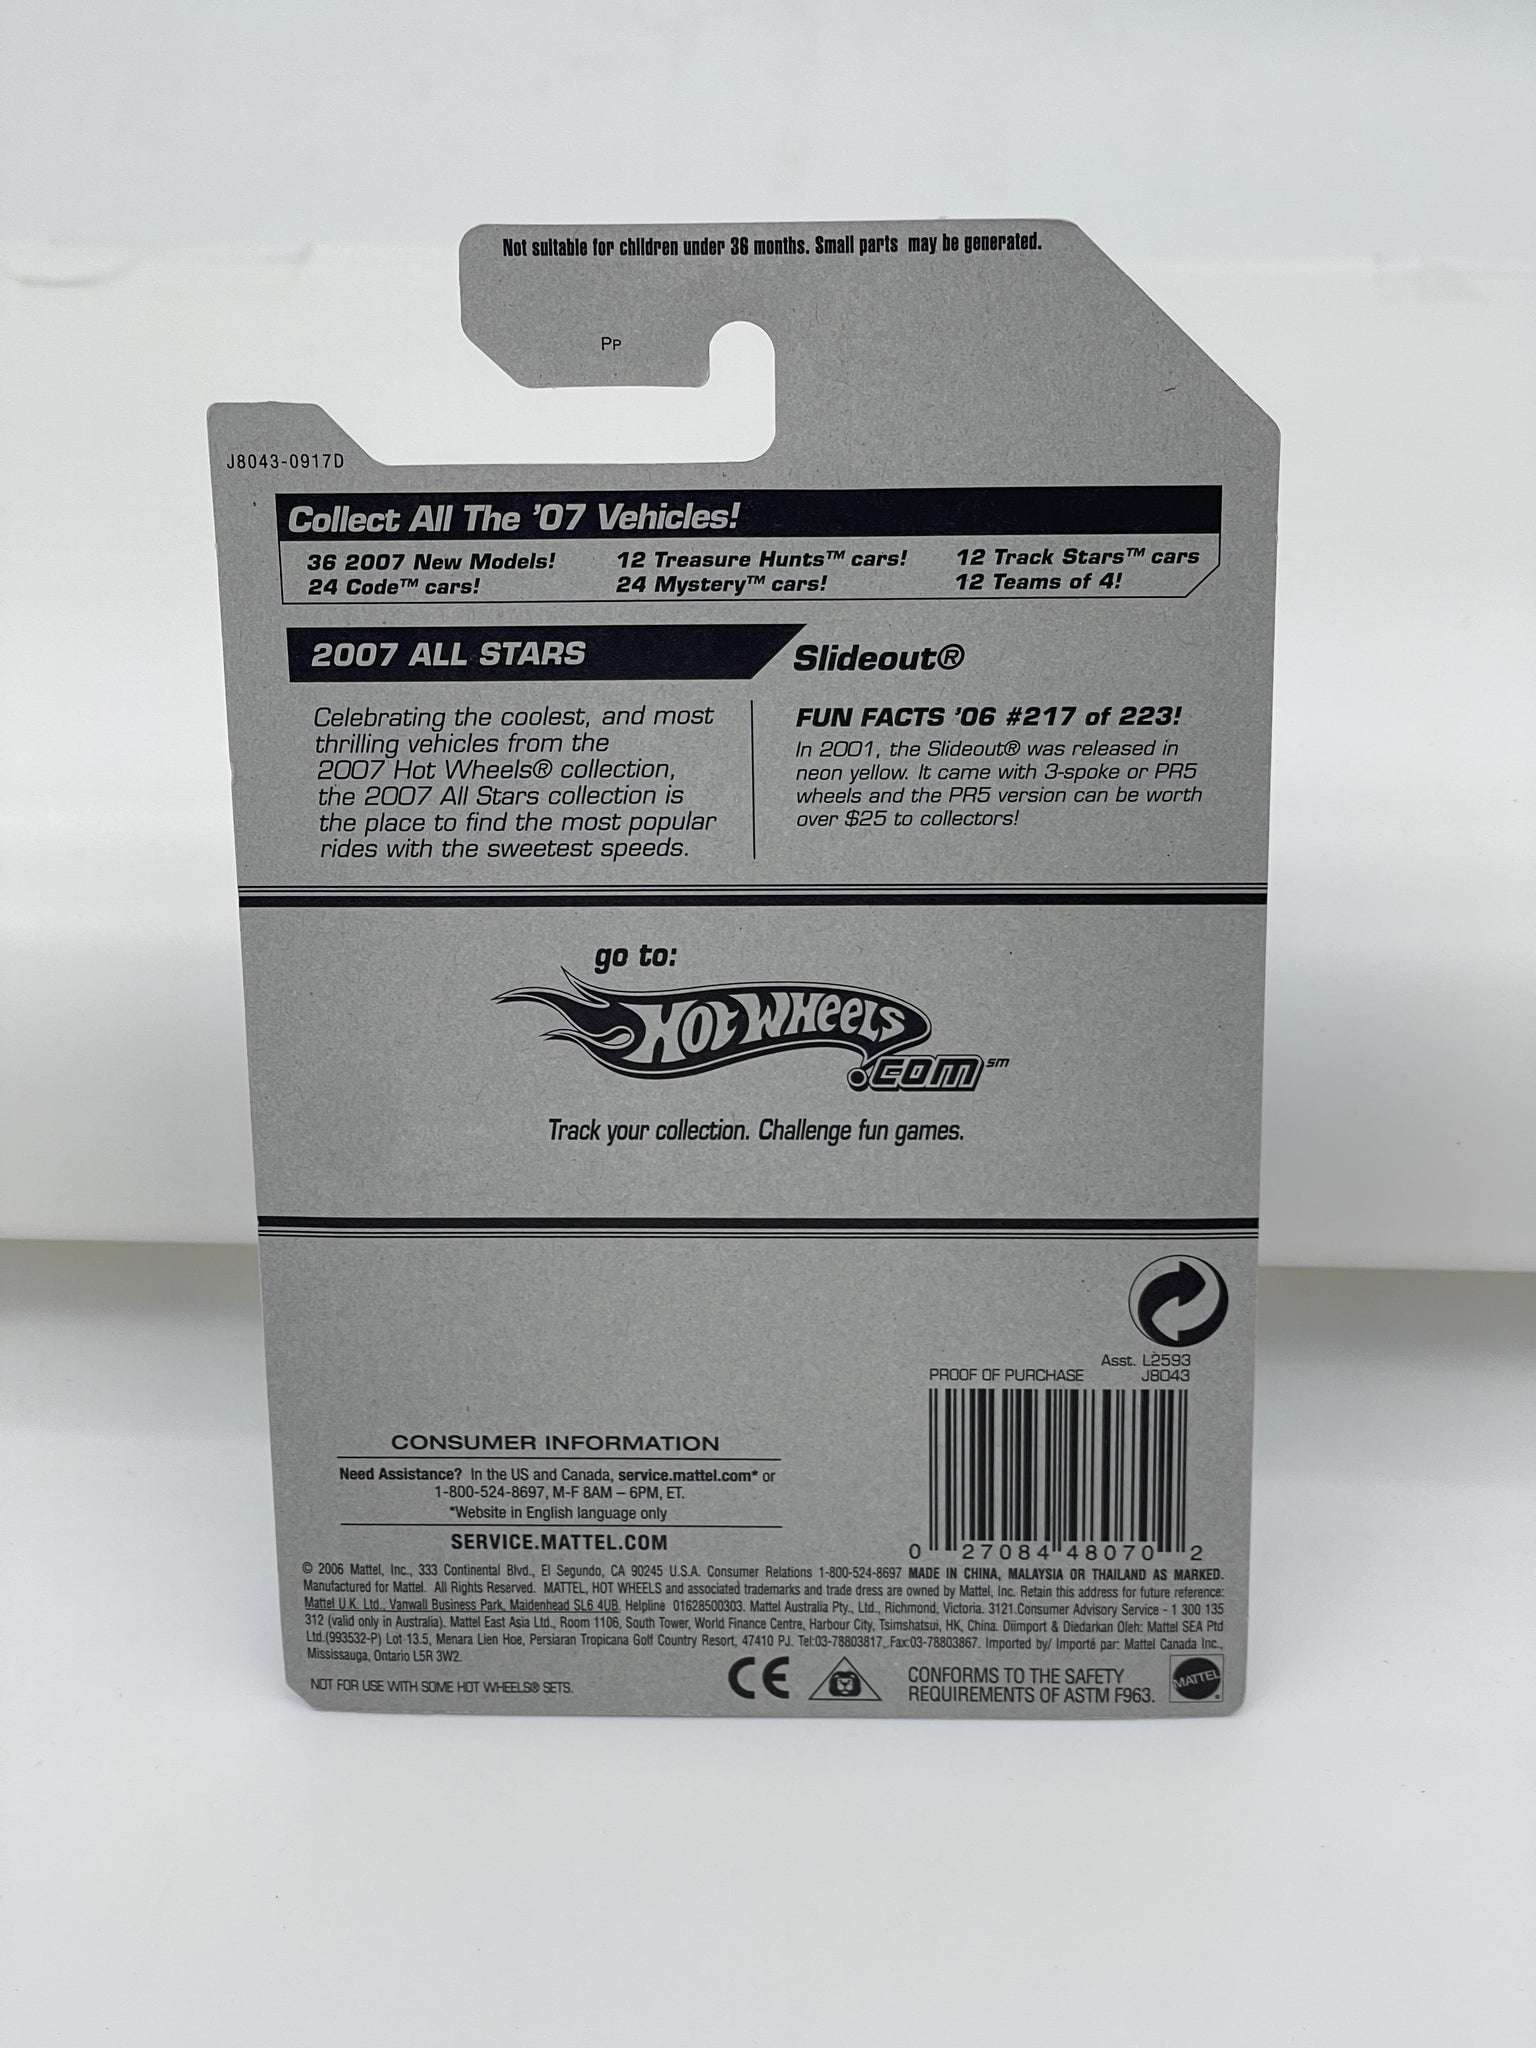 Not suitable for children under 36 months. Small parts may be generated.
PP
J8043-0917D
Collect All The '07 Vehicles!
36 2007 New Models! 12 Treasure Hunts™ cars! 12 Track Stars™ cars
24 Code™ cars! 24 Mystery™ cars! 12 Teams of 4!
2007 ALL STARS
Celebrating the coolest, and most
thrilling vehicles from the
2007 Hot Wheels® collection,
the 2007 All Stars collection is
the place to find the most popular
rides with the sweetest speeds.
Slideout®
FUN FACTS '06 #217 of 223!
In 2001, the Slideout® was released in
neon yellow. It came with 3-spoke or PR5
wheels and the PR5 version can be worth
over $25 to collectors!
go to:
HOT WHEELS
.COM℠
Track your collection. Challenge fun games.
Asst. L2593
PROOF OF PURCHASE J8043
0 27084 48070 2
CONSUMER INFORMATION
Need Assistance? In the US and Canada, service.mattel.com* or
1-800-524-8697, M-F 8AM – 6PM, ET.
*Website in English language only
SERVICE.MATTEL.COM
© 2006 Mattel, Inc., 333 Continental Blvd., El Segundo, CA 90245 U.S.A. Consumer Relations 1-800-524-8697 MADE IN CHINA, MALAYSIA OR THAILAND AS MARKED.
Manufactured for Mattel. All Rights Reserved. MATTEL, HOT WHEELS and associated trademarks and trade dress are owned by Mattel, Inc. Retain this address for future reference:
Mattel U.K. Ltd., Vanwall Business Park, Maidenhead SL6 4UB. Helpline 01628500303. Mattel Australia Pty., Ltd., Richmond, Victoria. 3121.Consumer Advisory Service - 1 300 135
312 (valid only in Australia). Mattel East Asia Ltd., Room 1106, South Tower, World Finance Centre, Harbour City, Tsimshatsui, HK, China. Diimport & Diedarkan Oleh: Mattel SEA Ptd
Ltd.(993532-P) Lot 13.5, Menara Lien Hoe, Persiaran Tropicana Golf Country Resort, 47410 PJ. Tel:03-78803817, Fax:03-78803867. Imported by/ Importé par: Mattel Canada Inc.,
Mississauga, Ontario L5R 3W2.
NOT FOR USE WITH SOME HOT WHEELS® SETS.
CE
CONFORMS TO THE SAFETY
REQUIREMENTS OF ASTM F963.
MATTEL